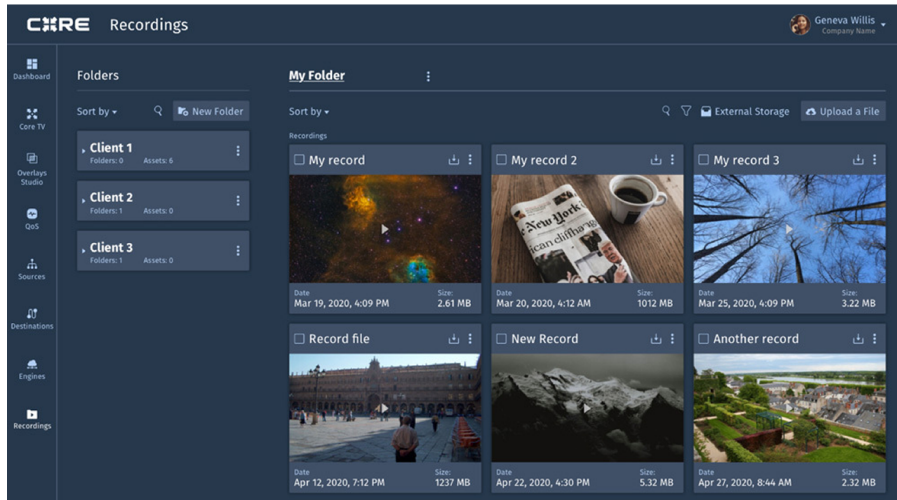 CORE Recordings
Geneva Willis
Company Name
Dashboard
Core TV
Overlays
Studio
QoS
Sources
Destinations
Engines
Recordings
Folders
Sort by
New Folder
Client 1
Folders: 0 Assets: 6
Client 2
Folders: 1 Assets: 0
Client 3
Folders: 1 Assets: 0
My Folder
Sort by
External Storage
Upload a File
Recordings
My record
Date Size:
Mar 19, 2020, 4:09 PM 2.61 MB
My record 2
New York
ican cliffhang
Date Size:
Mar 20, 2020, 4:12 AM 1012 MB
My record 3
Date Size:
Mar 25, 2020, 4:09 PM 3.22 MB
Record file
Date Size:
Apr 12, 2020, 7:12 PM 1237 MB
New Record
Date Size:
Apr 22, 2020, 4:30 PM 5.32 MB
Another record
Date Size:
Apr 27, 2020, 8:44 AM 2.32 MB